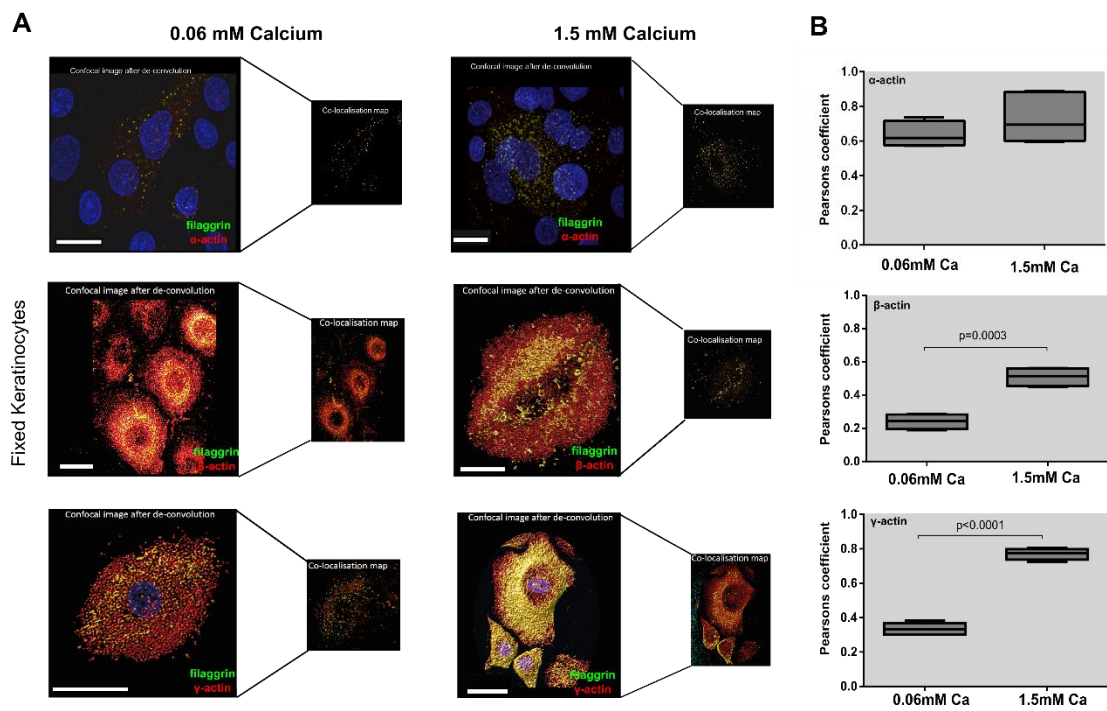 A
0.06 mM Calcium
1.5 mM Calcium
Confocal image after de-convolution
Co-localisation map
filaggrin
α-actin
Confocal image after de-convolution
Co-localisation map
filaggrin
α-actin
Fixed Keratinocytes
Confocal image after de-convolution
Co-localisation map
filaggrin
β-actin
Confocal image after de-convolution
Co-localisation map
filaggrin
β-actin
Confocal image after de-convolution
Co-localisation map
filaggrin
γ-actin
Confocal image after de-convolution
Co-localisation map
filaggrin
γ-actin
B
α-actin
Pearsons coefficient
1.0
0.8
0.6
0.4
0.2
0.0
0.06mM Ca
1.5mM Ca
β-actin
p=0.0003
Pearsons coefficient
1.0
0.8
0.6
0.4
0.2
0.0
0.06mM Ca
1.5mM Ca
γ-actin
p<0.0001
Pearsons coefficient
1.0
0.8
0.6
0.4
0.2
0.0
0.06mM Ca
1.5mM Ca